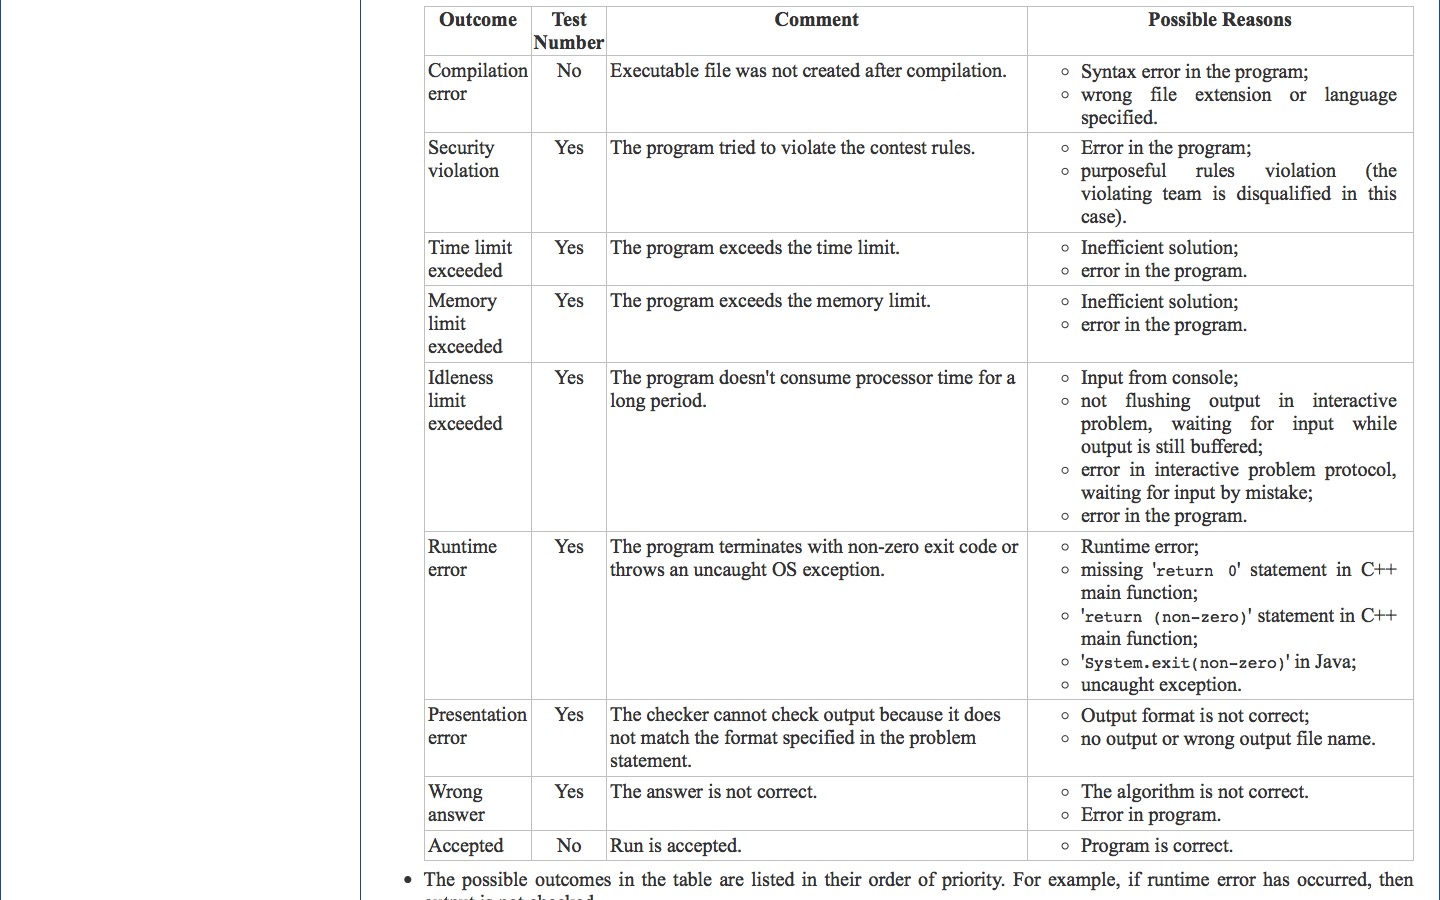 Outcome Test Number Comment Possible Reasons
Compilation error No Executable file was not created after compilation.
Syntax error in the program;
wrong file extension or language
specified.
Security violation Yes The program tried to violate the contest rules.
Error in the program;
purposeful rules violation (the
violating team is disqualified in this
case).
Time limit exceeded Yes The program exceeds the time limit.
Inefficient solution;
error in the program.
Memory limit exceeded Yes The program exceeds the memory limit.
Inefficient solution;
error in the program.
Idleness limit exceeded Yes The program doesn't consume processor time for a
long period.
Input from console;
not flushing output in interactive
problem, waiting for input while
output is still buffered;
error in interactive problem protocol,
waiting for input by mistake;
error in the program.
Runtime error Yes The program terminates with non-zero exit code or
throws an uncaught OS exception.
Runtime error;
missing 'return 0' statement in C++
main function;
'return (non-zero)' statement in C++
main function;
'System.exit(non-zero)' in Java;
uncaught exception.
Presentation error Yes The checker cannot check output because it does
not match the format specified in the problem
statement.
Output format is not correct;
no output or wrong output file name.
Wrong answer Yes The answer is not correct.
The algorithm is not correct.
Error in program.
Accepted No Run is accepted.
Program is correct.
• The possible outcomes in the table are listed in their order of priority. For example, if runtime error has occurred, then